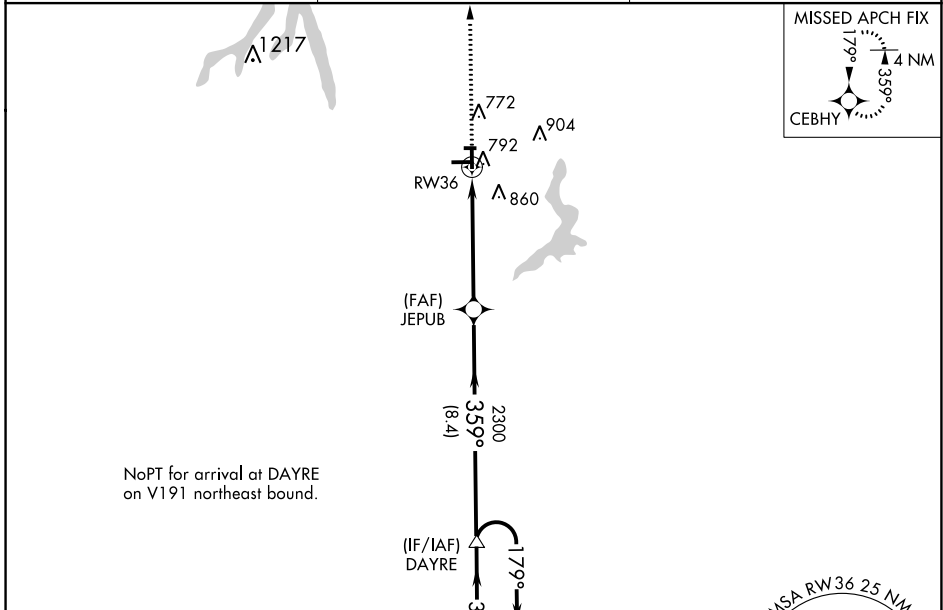 1217
772
904
792
RW36
860
MISSED APCH FIX
179°
4 NM
359°
CEBHY
(FAF)
JEPUB
2300
359°
(8.4)
NoPT for arrival at DAYRE
on V191 northeast bound.
(IF/IAF)
DAYRE
179°
3
MSA RW36 25 NM